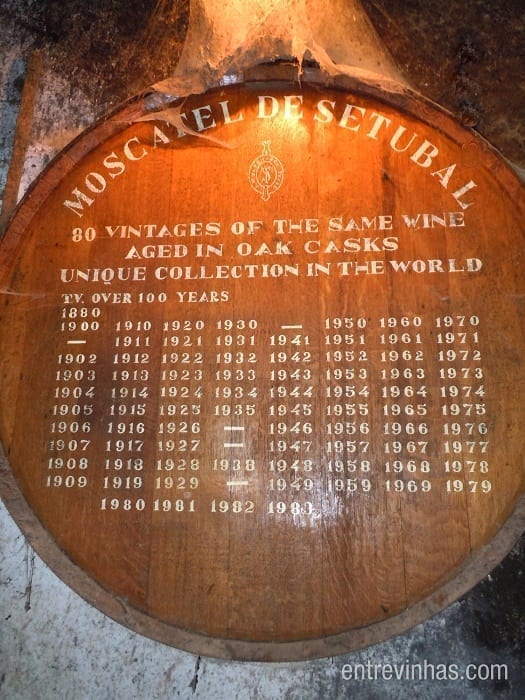 MOSCATEL DE SETUBAL
80 VINTAGES OF THE SAME WINE
AGED IN OAK CASKS
UNIQUE COLLECTION IN THE WORLD
T.V. OVER 100 YEARS
1880
1900 1910 1920 1930 — 1950 1960 1970
— 1911 1921 1931 1941 1951 1961 1971
1902 1912 1922 1932 1942 1952 1962 1972
1903 1913 1923 1933 1943 1953 1963 1973
1904 1914 1924 1934 1944 1954 1964 1974
1905 1915 1925 1935 1945 1955 1965 1975
1906 1916 1926 — 1946 1956 1966 1976
1907 1917 1927 — 1947 1957 1967 1977
1908 1918 1928 1938 1948 1958 1968 1978
1909 1919 1929 — 1949 1959 1969 1979
1980 1981 1982 1983
entrevinhas.com